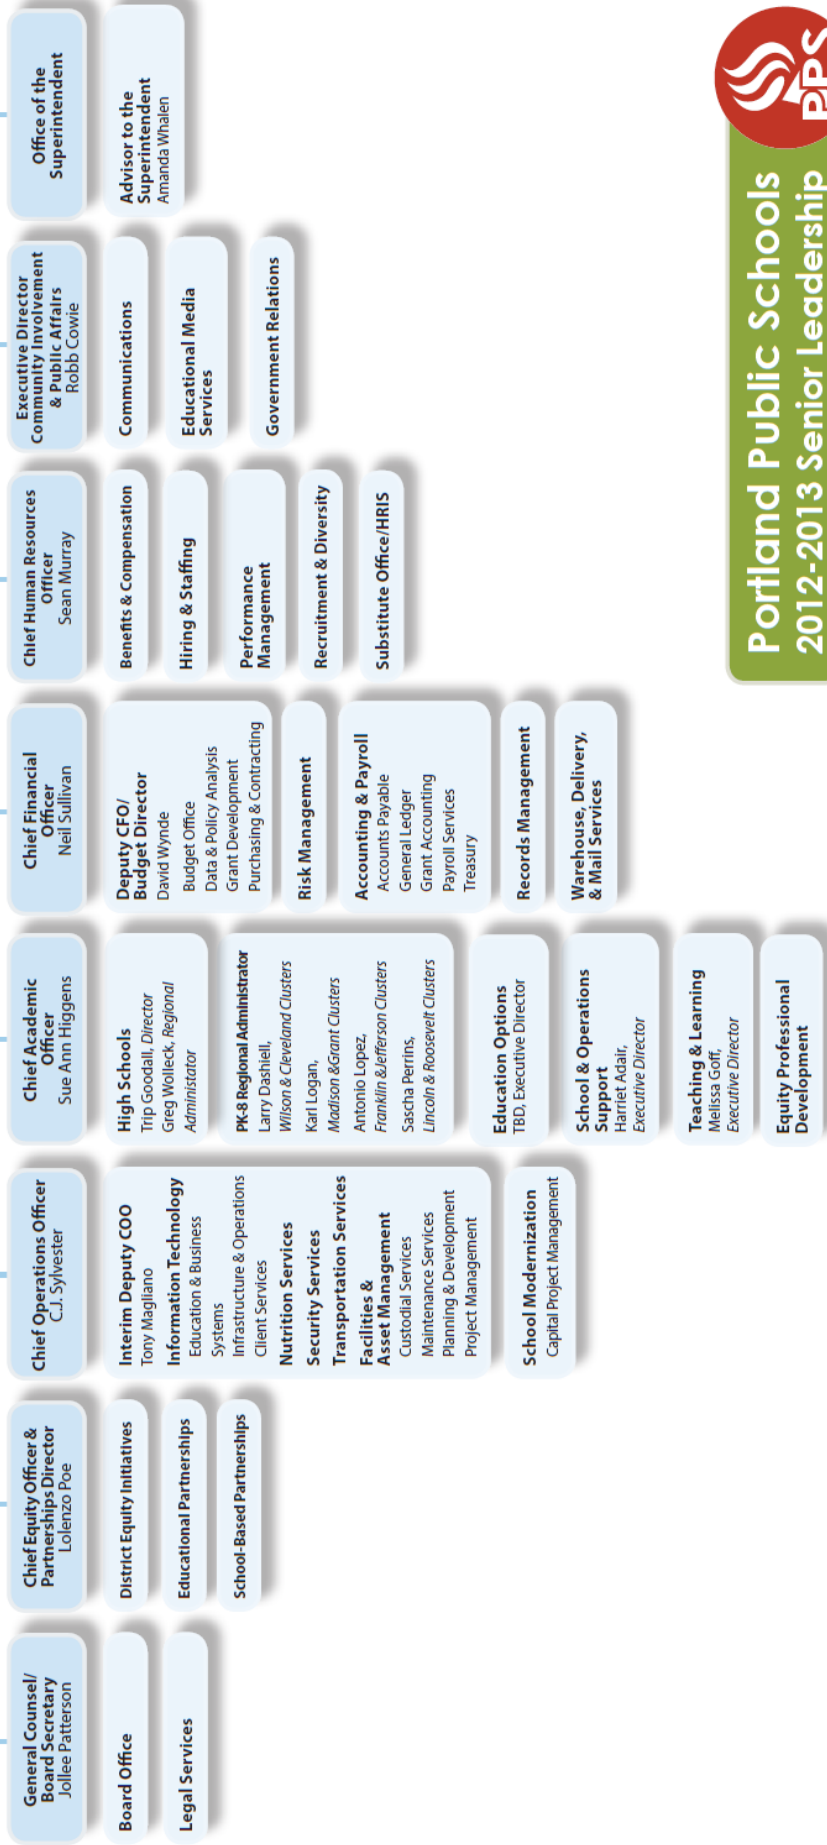 General Counsel/
Board Secretary
Jollee Patterson
Board Office
Legal Services
Chief Equity Officer &
Partnerships Director
Lolenzo Poe
District Equity Initiatives
Educational Partnerships
School-Based Partnerships
Chief Operations Officer
C.J. Sylvester
Interim Deputy COO
Tony Magliano
Information Technology
Education & Business
Systems
Infrastructure & Operations
Client Services
Nutrition Services
Security Services
Transportation Services
Facilities &
Asset Management
Custodial Services
Maintenance Services
Planning & Development
Project Management
School Modernization
Capital Project Management
Chief Academic
Officer
Sue Ann Higgens
High Schools
Trip Goodall, Director
Greg Wolleck, Regional
Administator
PK-8 Regional Administrator
Larry Dashiell,
Wilson & Cleveland Clusters
Karl Logan,
Madison &Grant Clusters
Antonio Lopez,
Franklin &Jefferson Clusters
Sascha Perrins,
Lincoln & Roosevelt Clusters
Education Options
TBD, Executive Director
School & Operations
Support
Harriet Adair,
Executive Director
Teaching & Learning
Melissa Goff,
Executive Director
Equity Professional
Development
Chief Financial
Officer
Neil Sullivan
Deputy CFO/
Budget Director
David Wynde
Budget Office
Data & Policy Analysis
Grant Development
Purchasing & Contracting
Risk Management
Accounting & Payroll
Accounts Payable
General Ledger
Grant Accounting
Payroll Services
Treasury
Records Management
Warehouse, Delivery,
& Mail Services
Chief Human Resources
Officer
Sean Murray
Benefits & Compensation
Hiring & Staffing
Performance
Management
Recruitment & Diversity
Substitute Office/HRIS
Executive Director
Community Involvement
& Public Affairs
Robb Cowie
Communications
Educational Media
Services
Government Relations
Office of the
Superintendent
Advisor to the
Superintendent
Amanda Whalen
Portland Public Schools
2012-2013 Senior Leadership
PPS